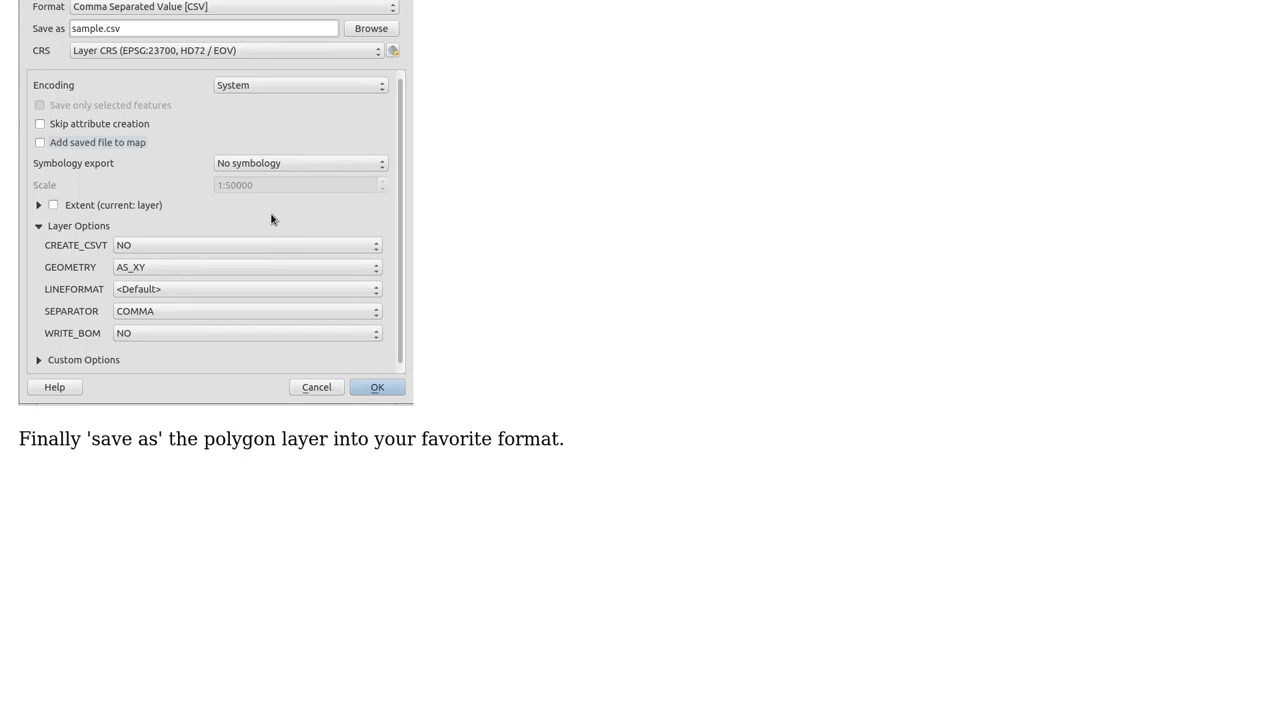 Format Comma Separated Value [CSV]
Save as sample.csv Browse
CRS Layer CRS (EPSG:23700, HD72 / EOV)
Encoding System
Save only selected features
Skip attribute creation
Add saved file to map
Symbology export No symbology
Scale 1:50000
Extent (current: layer)
Layer Options
CREATE_CSVT NO
GEOMETRY AS_XY
LINEFORMAT <Default>
SEPARATOR COMMA
WRITE_BOM NO
Custom Options
Help Cancel OK
Finally 'save as' the polygon layer into your favorite format.